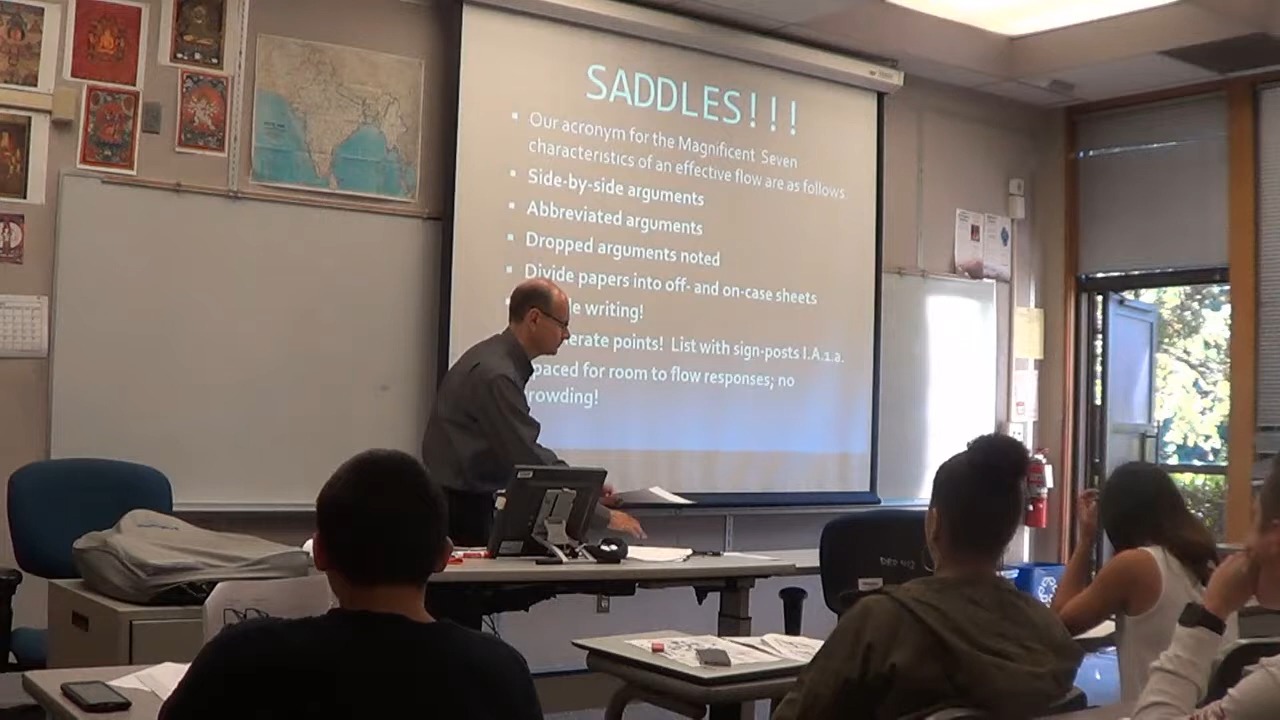 SADDLES!!!
Our acronym for the Magnificent Seven
characteristics of an effective flow are as follows
Side-by-side arguments
Abbreviated arguments
Dropped arguments noted
Divide papers into off- and on-case sheets
e writing!
erate points! List with sign-posts I.A.1.a.
paced for room to flow responses; no
rowding!